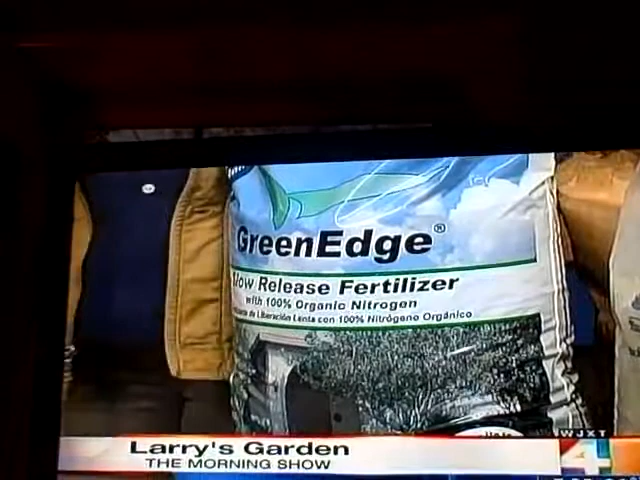 GreenEdge®
Slow Release Fertilizer
with 100% Organic Nitrogen
de Liberación Lenta con 100% Nitrógeno Orgánico
WJXT
Larry's Garden
4
THE MORNING SHOW